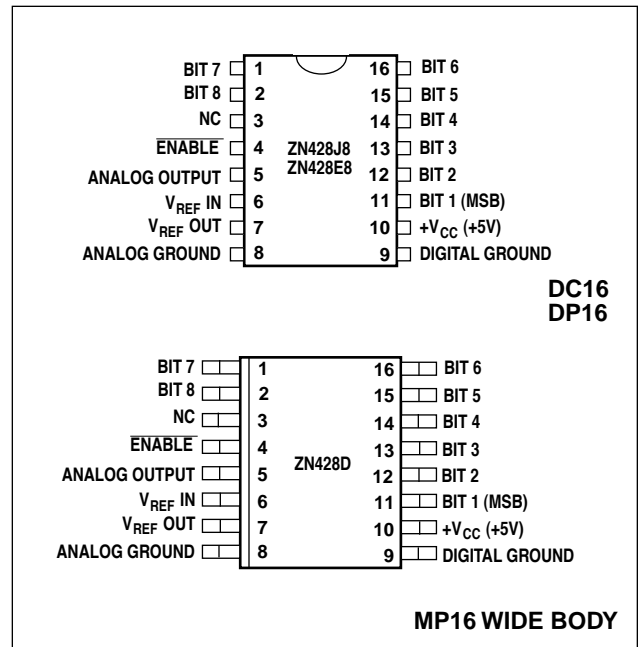 BIT 7 1 16 BIT 6
BIT 8 2 15 BIT 5
NC 3 14 BIT 4
ENABLE 4 ZN428J8 ZN428E8 13 BIT 3
ANALOG OUTPUT 5 12 BIT 2
VREF IN 6 11 BIT 1 (MSB)
VREF OUT 7 10 +VCC (+5V)
ANALOG GROUND 8 9 DIGITAL GROUND
DC16
DP16
BIT 7 1 16 BIT 6
BIT 8 2 15 BIT 5
NC 3 14 BIT 4
ENABLE 4 ZN428D 13 BIT 3
ANALOG OUTPUT 5 12 BIT 2
VREF IN 6 11 BIT 1 (MSB)
VREF OUT 7 10 +VCC (+5V)
ANALOG GROUND 8 9 DIGITAL GROUND
MP16 WIDE BODY